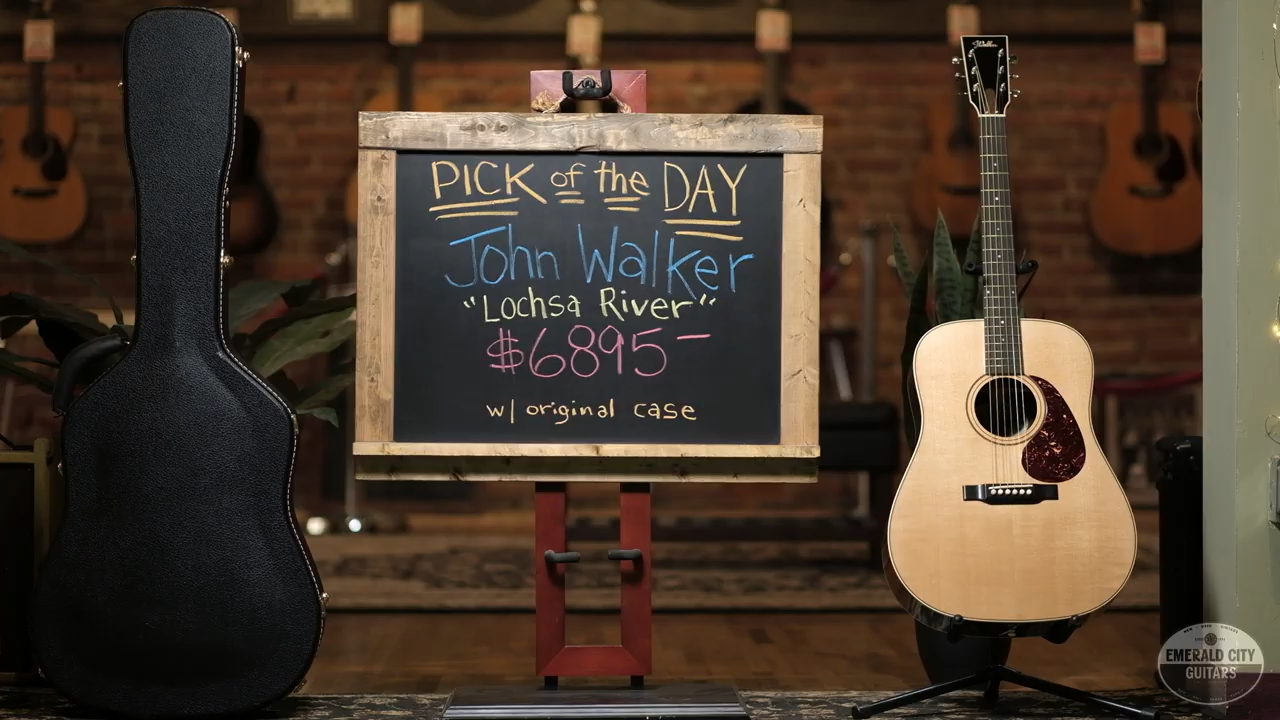 PICK of the DAY
John Walker
"Lochsa River"
$6895-
w/ original case
EMERALD CITY
GUITARS